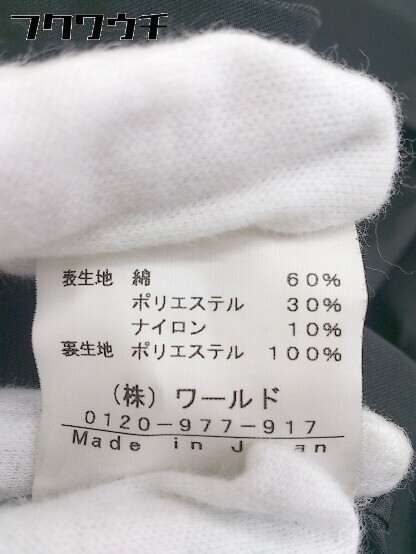 フクウウチ
表生地 綿 60%
ポリエステル 30%
ナイロン 10%
裏生地 ポリエステル 100%
(株)ワールド
0120-977-917
Made in Japan